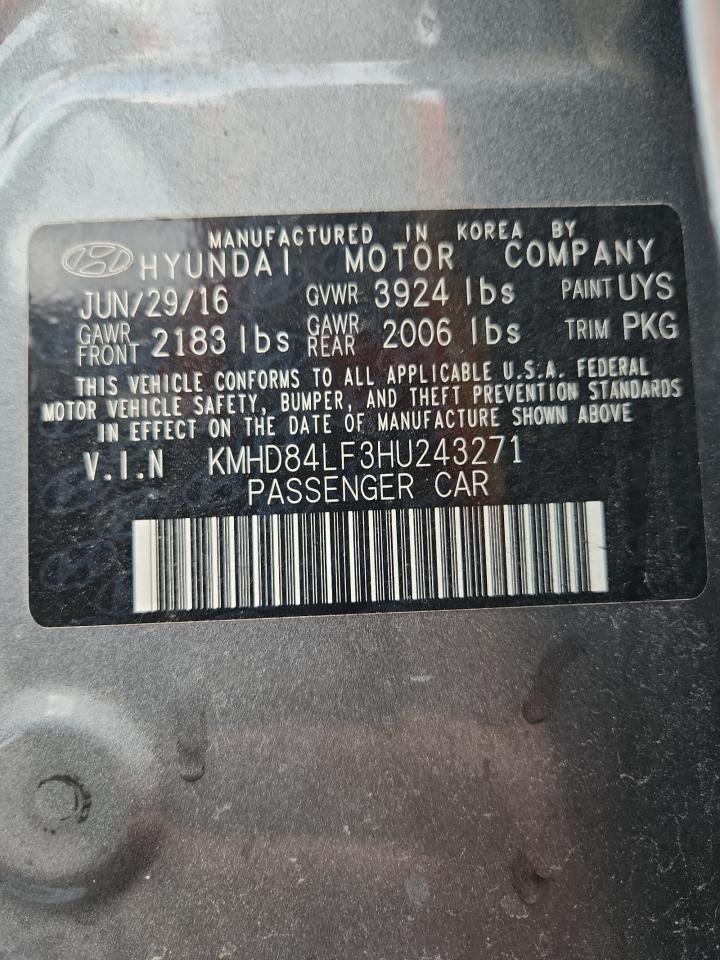 MANUFACTURED IN KOREA BY
HYUNDAI MOTOR COMPANY
JUN/29/16 GVWR 3924 lbs PAINT UYS
GAWR FRONT 2183 lbs GAWR REAR 2006 lbs TRIM PKG
THIS VEHICLE CONFORMS TO ALL APPLICABLE U.S.A. FEDERAL
MOTOR VEHICLE SAFETY, BUMPER, AND THEFT PREVENTION STANDARDS
IN EFFECT ON THE DATE OF MANUFACTURE SHOWN ABOVE
V.I.N KMHD84LF3HU243271
PASSENGER CAR